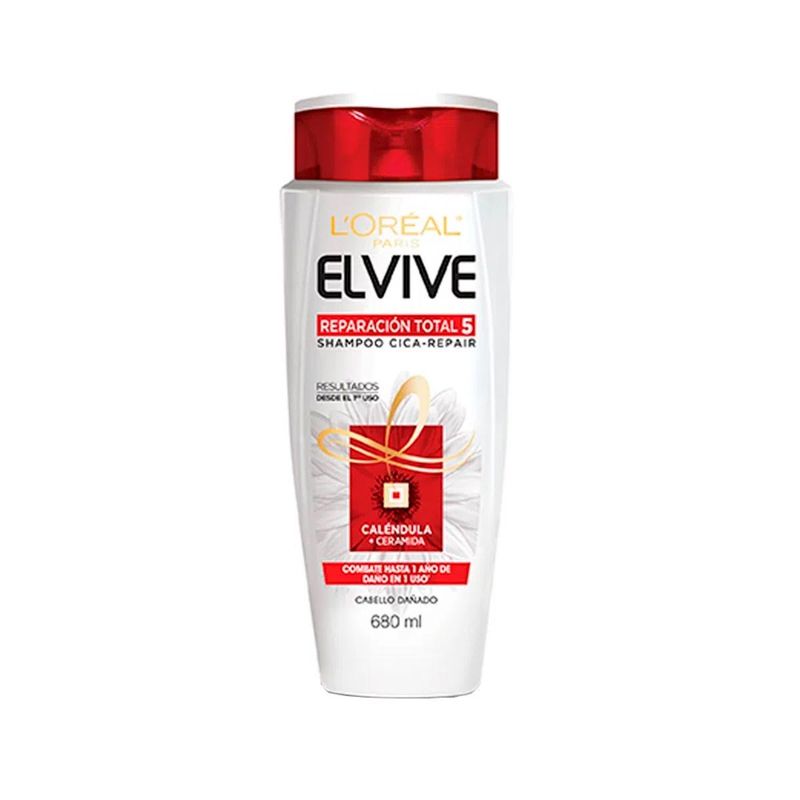 L'ORÉAL
PARIS
ELVIVE
REPARACIÓN TOTAL 5
SHAMPOO CICA-REPAIR
RESULTADOS
DESDE EL 1ER USO
CALÉNDULA
+ CERAMIDA
COMBATE HASTA 1 AÑO DE
DAÑO EN 1 USO*
CABELLO DAÑADO
680 ml